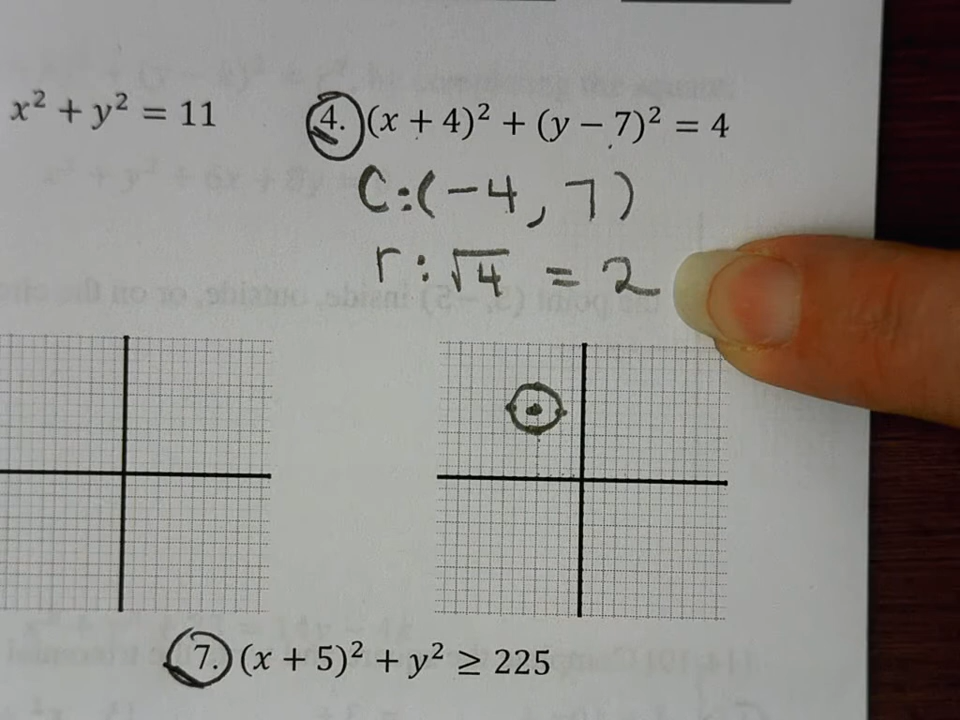 x² + y² = 11
4. (x + 4)² + (y − 7)² = 4
C:(−4, 7)
r: √4 = 2
7. (x + 5)² + y² ≥ 225